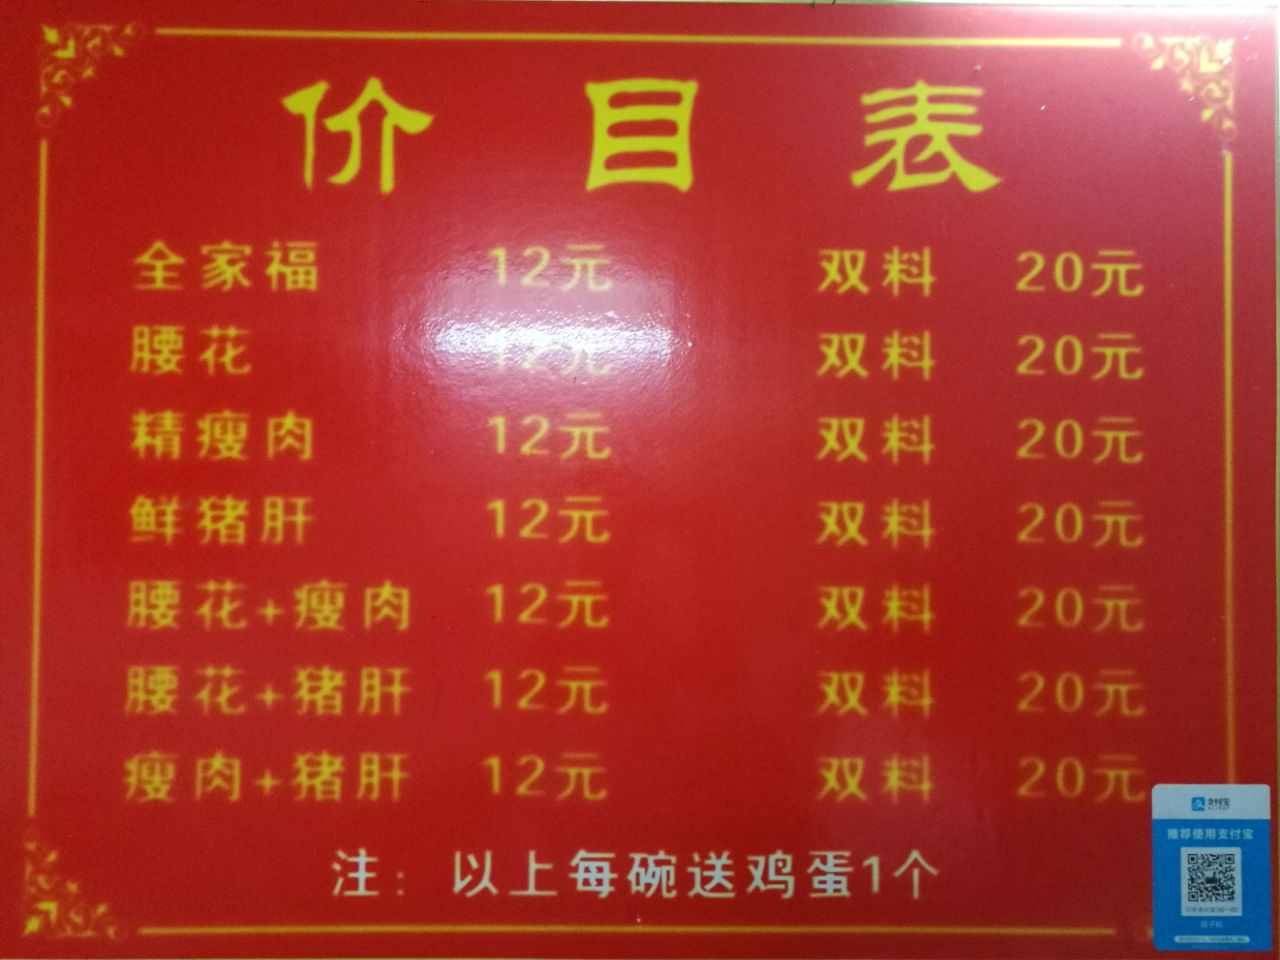 价目表
全家福 12元 双料 20元
腰花 12元 双料 20元
精瘦肉 12元 双料 20元
鲜猪肝 12元 双料 20元
腰花+瘦肉 12元 双料 20元
腰花+猪肝 12元 双料 20元
瘦肉+猪肝 12元 双料 20元
注：以上每碗送鸡蛋1个
支付宝
推荐使用支付宝